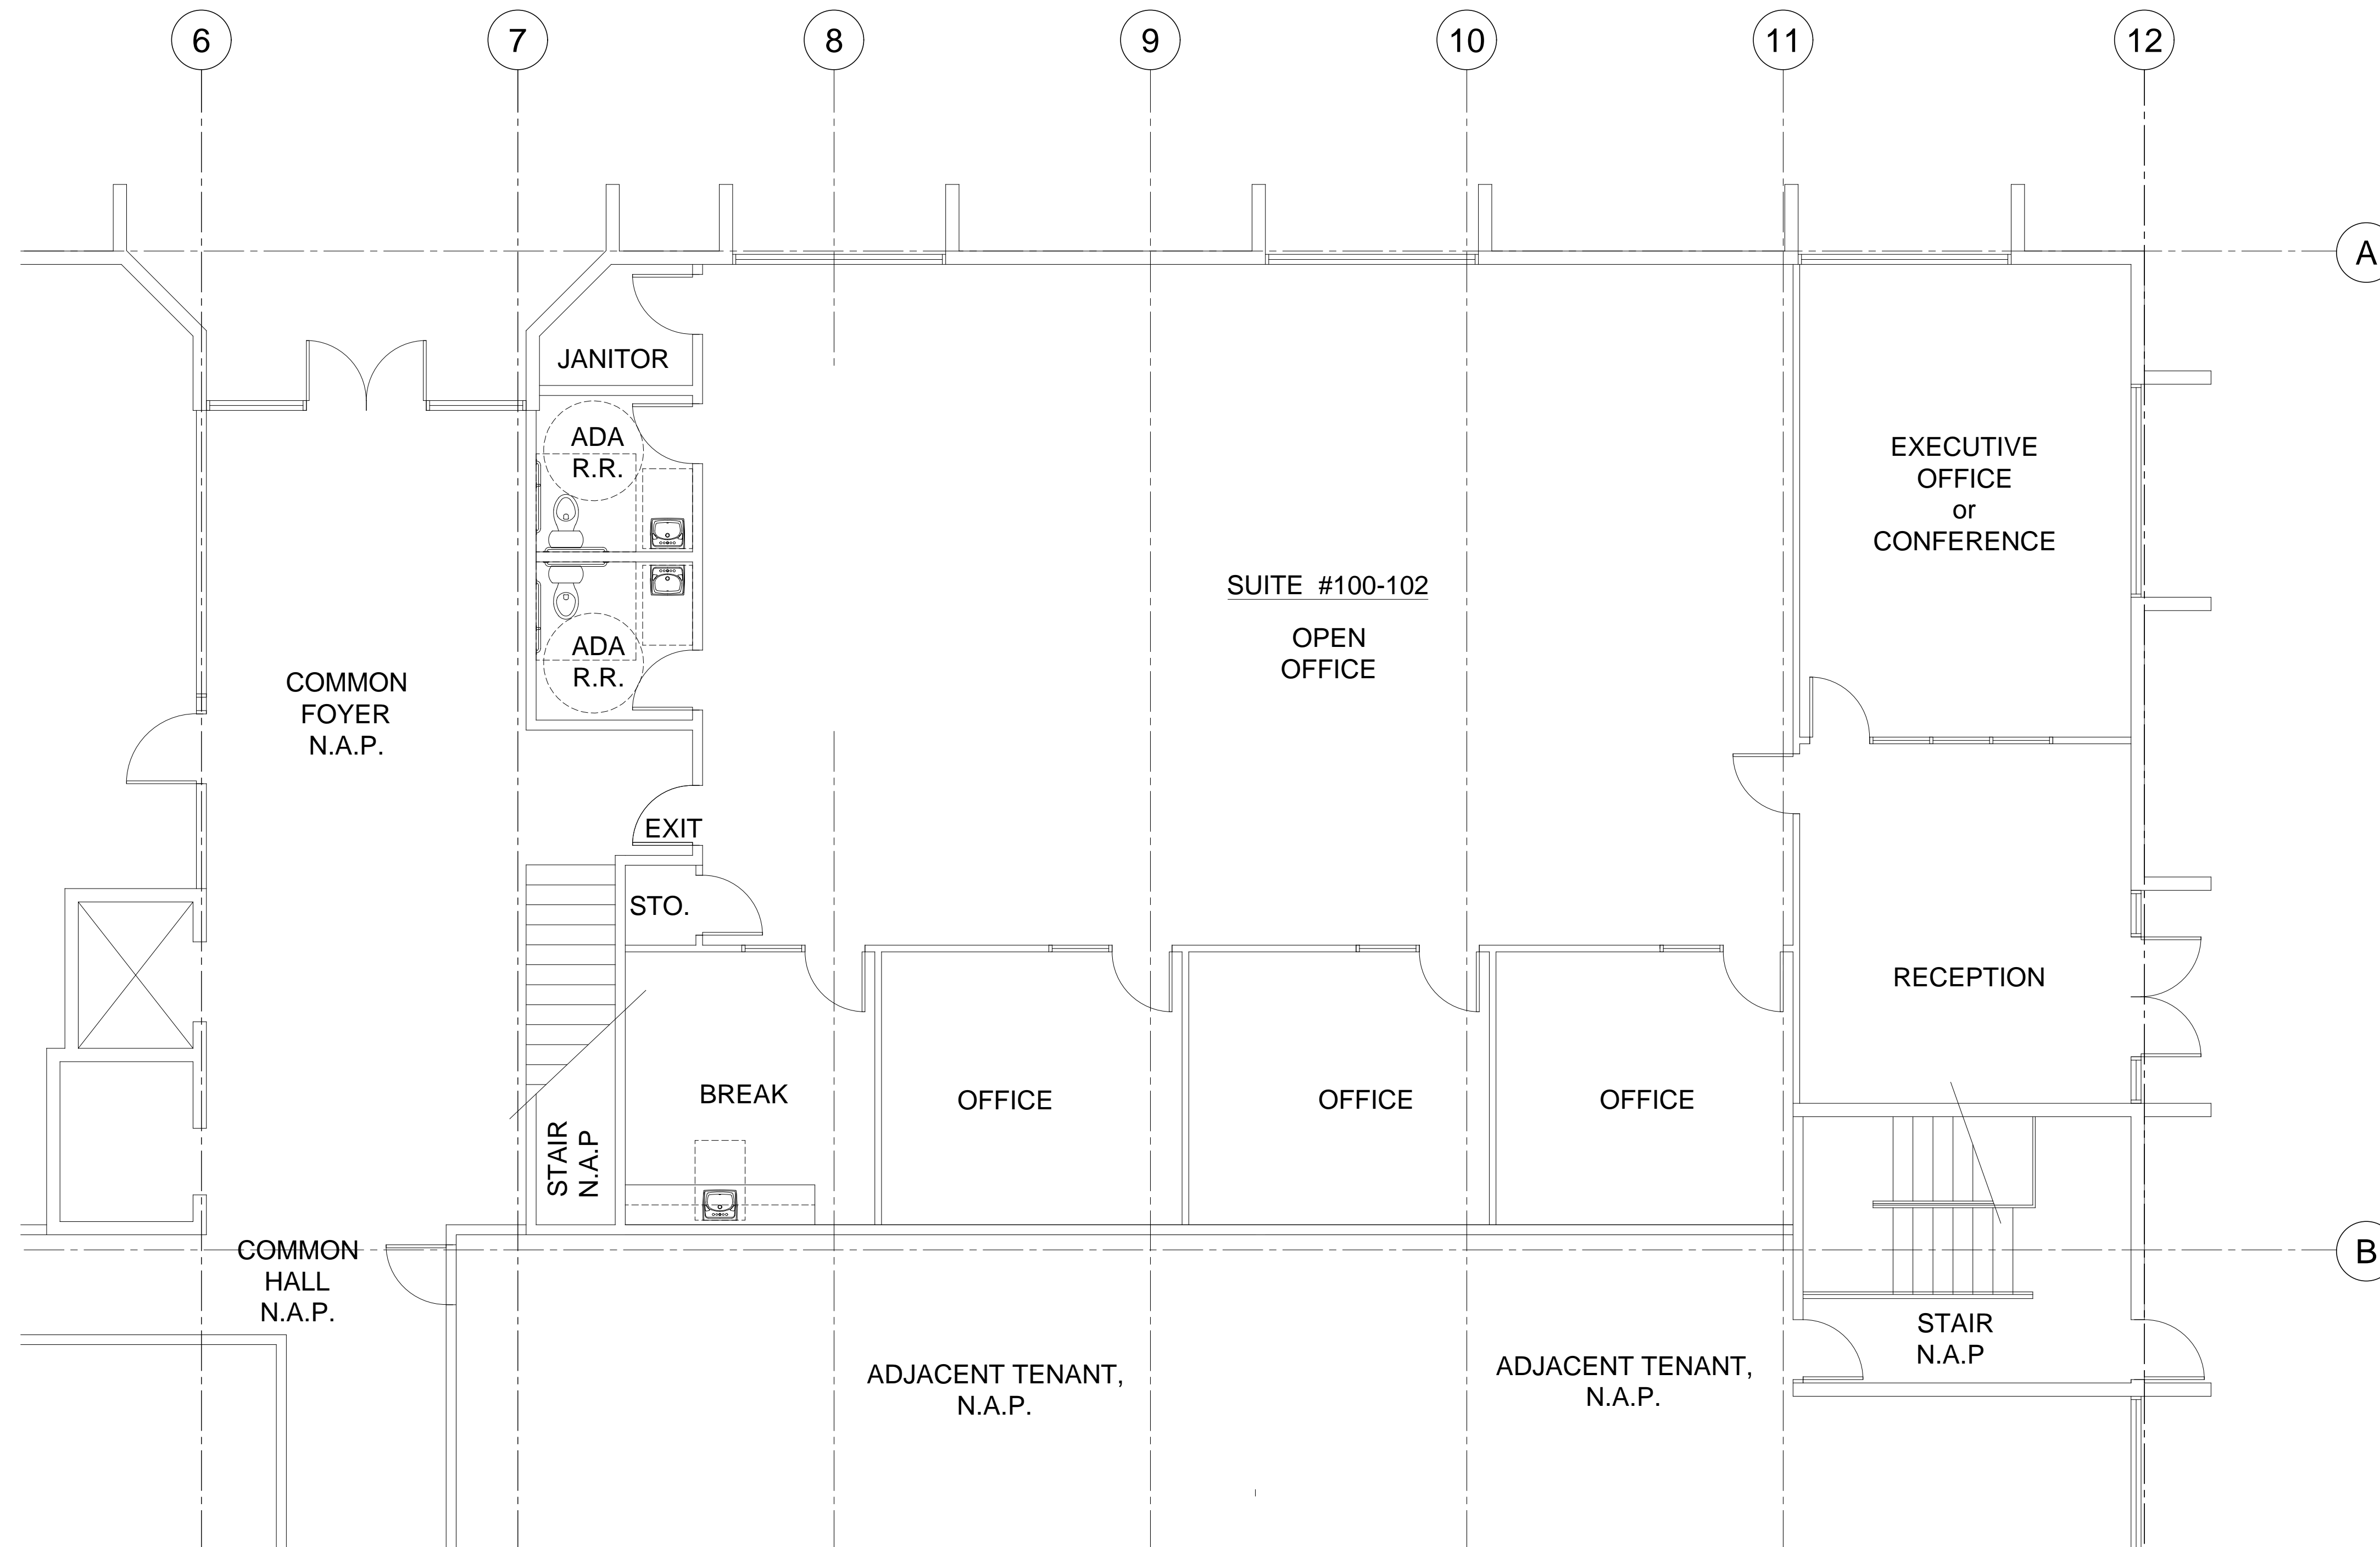 6
7
8
9
10
11
12
A
JANITOR
ADA
R.R.
EXECUTIVE
OFFICE
or
CONFERENCE
SUITE #100-102
OPEN
OFFICE
ADA
R.R.
COMMON
FOYER
N.A.P.
EXIT
STO.
RECEPTION
BREAK
OFFICE
OFFICE
OFFICE
STAIR
N.A.P
COMMON
HALL
N.A.P.
B
STAIR
N.A.P
ADJACENT TENANT,
N.A.P.
ADJACENT TENANT,
N.A.P.